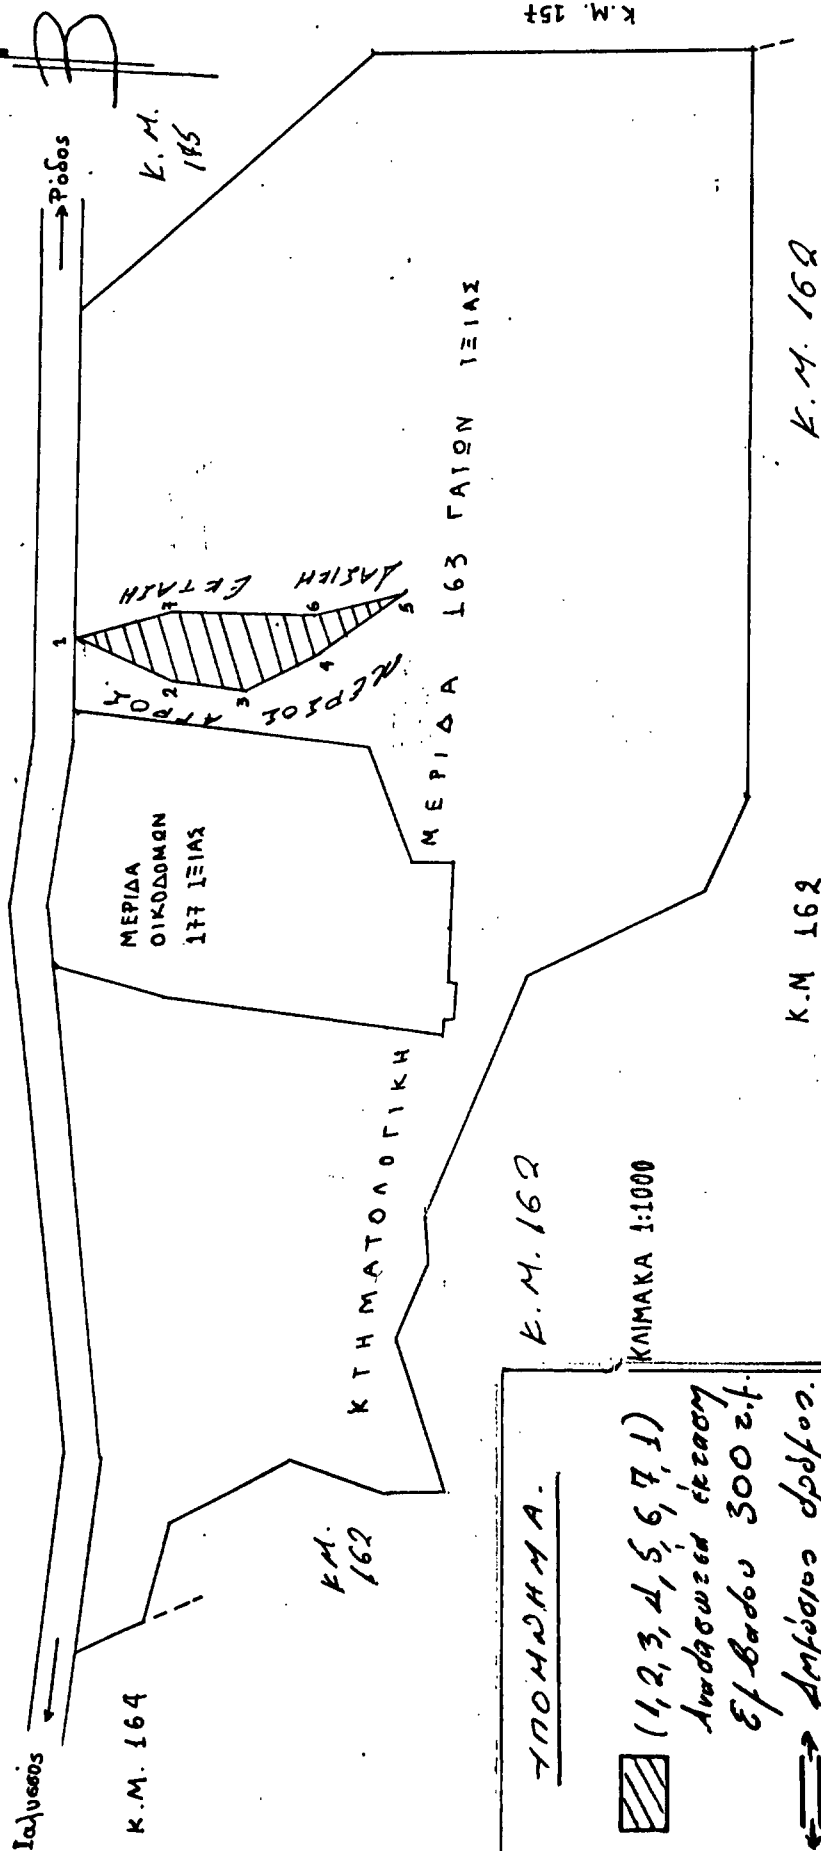 Β
→ Ρόδος
Κ.Μ. 157
Κ.Μ.
175
1
2
3
4
5
6
7
ΔΑΣΙΚΗ ΕΚΤΑΣΗ
ΧΕΡΣΟΣ ΑΓΡΟΣ
ΜΕΡΙΔΑ
ΟΙΚΟΔΟΜΩΝ
177 ΙΞΙΑΣ
ΚΤΗΜΑΤΟΛΟΓΙΚΗ ΜΕΡΙΔΑ 163 ΓΑΙΩΝ ΙΞΙΑΣ
Ιαλυσσός
Κ.Μ. 164
Κ.Μ.
162
Κ.Μ. 162
Κ.Μ 162
Κ.Μ. 162
ΚΛΙΜΑΚΑ 1:1000
ΥΠΟΜΝΗΜΑ.
(1,2,3,4,5,6,7,1)
Αναδασωτέα έκταση
Εμβαδού 300 τ.μ.
Δημόσιος δρόμος.